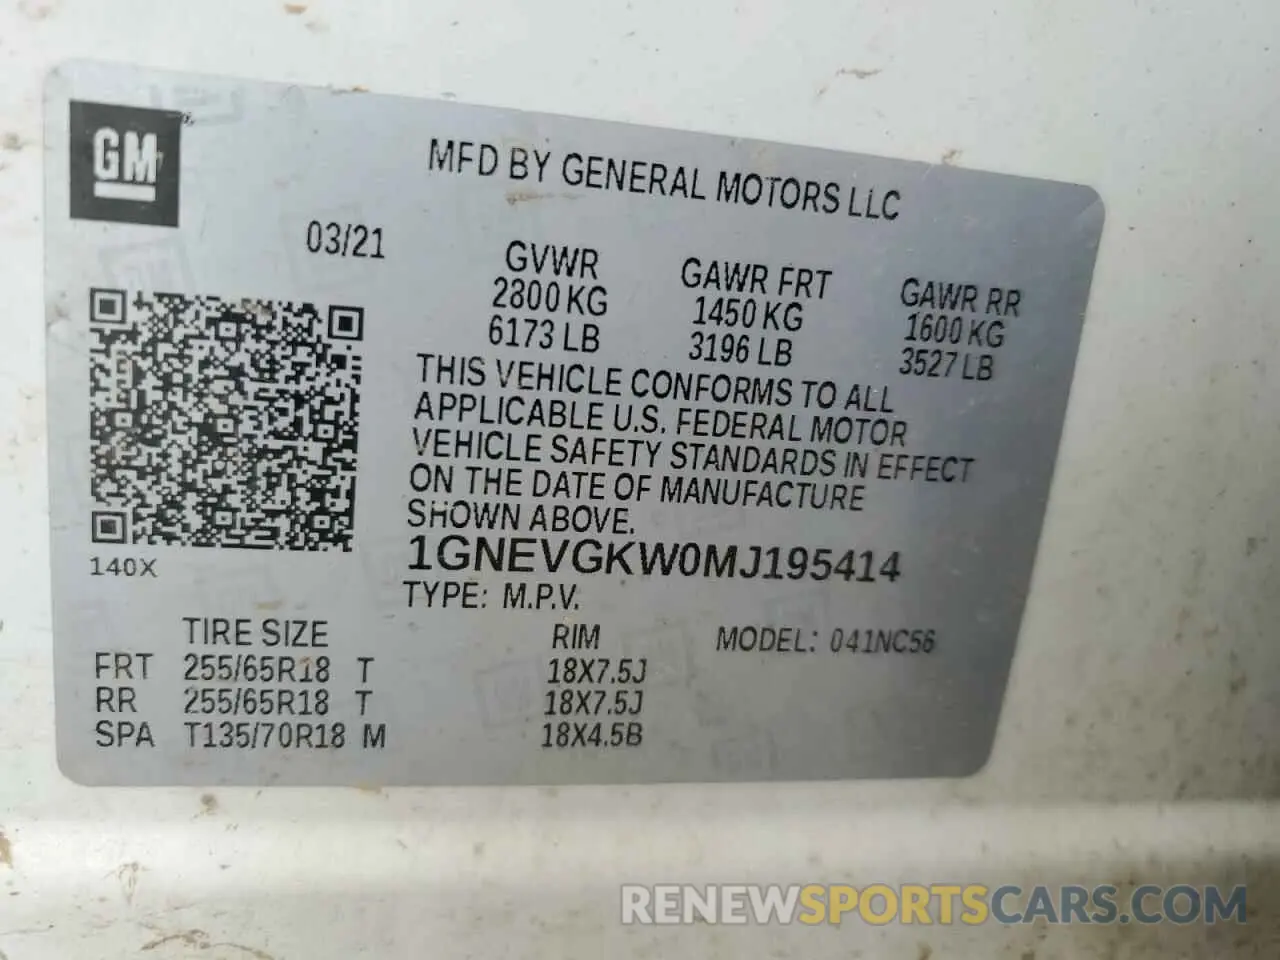 GM
MFD BY GENERAL MOTORS LLC
03/21
GVWR GAWR FRT GAWR RR
2800 KG 1450 KG 1600 KG
6173 LB 3196 LB 3527 LB
THIS VEHICLE CONFORMS TO ALL
APPLICABLE U.S. FEDERAL MOTOR
VEHICLE SAFETY STANDARDS IN EFFECT
ON THE DATE OF MANUFACTURE
SHOWN ABOVE.
1GNEVGKW0MJ195414
140X
TYPE: M.P.V.
TIRE SIZE RIM MODEL: 041NC56
FRT 255/65R18 T 18X7.5J
RR 255/65R18 T 18X7.5J
SPA T135/70R18 M 18X4.5B
RENEWSPORTSCARS.COM